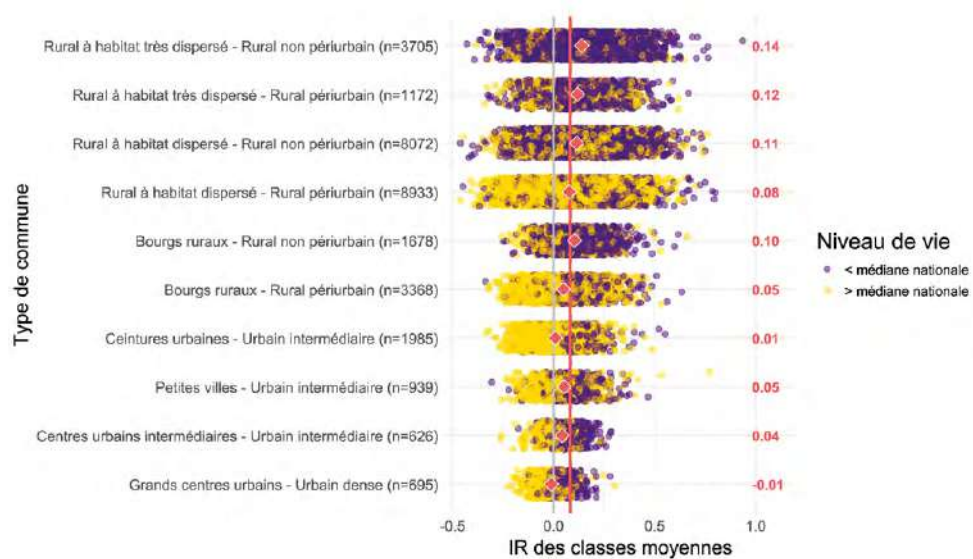 Type de commune
Rural à habitat très dispersé - Rural non périurbain (n=3705)
0.14
Rural à habitat très dispersé - Rural périurbain (n=1172)
0.12
Rural à habitat dispersé - Rural non périurbain (n=8072)
0.11
Rural à habitat dispersé - Rural périurbain (n=8933)
0.08
Bourgs ruraux - Rural non périurbain (n=1678)
0.10
Bourgs ruraux - Rural périurbain (n=3368)
0.05
Ceintures urbaines - Urbain intermédiaire (n=1985)
0.01
Petites villes - Urbain intermédiaire (n=939)
0.05
Centres urbains intermédiaires - Urbain intermédiaire (n=626)
0.04
Grands centres urbains - Urbain dense (n=695)
-0.01
-0.5 0.0 0.5 1.0
IR des classes moyennes
Niveau de vie
< médiane nationale
> médiane nationale